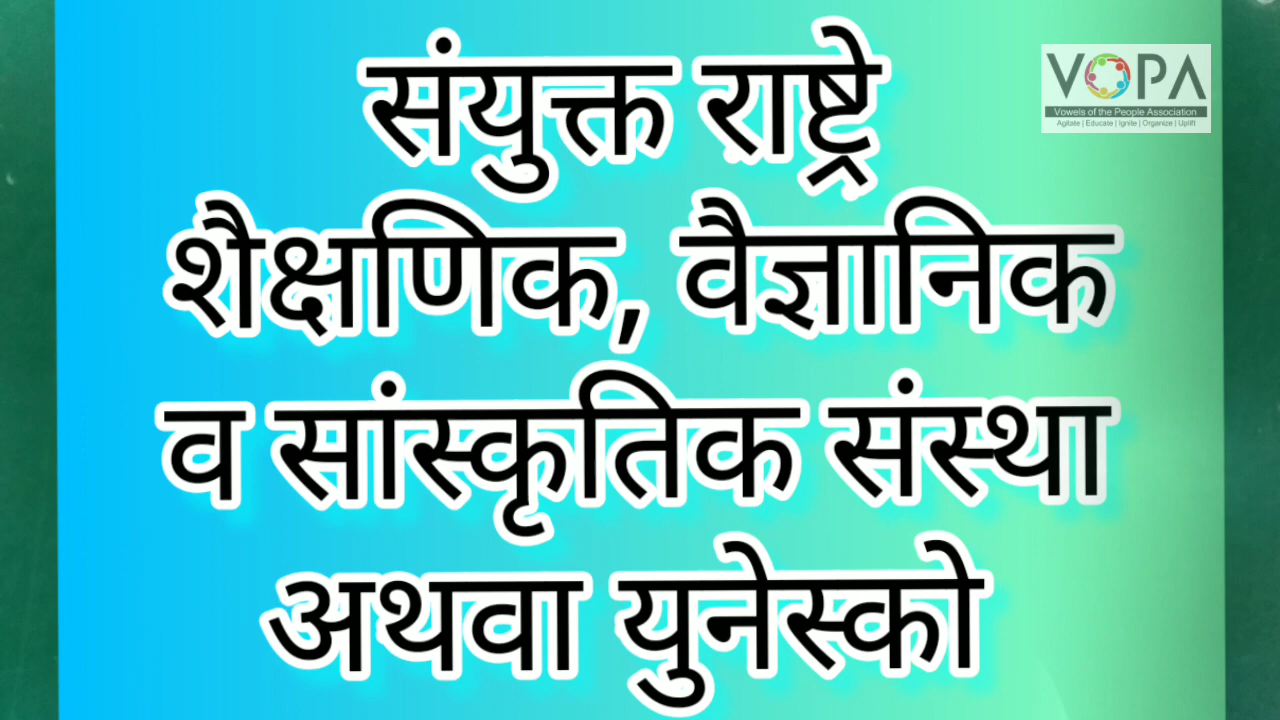 संयुक्त राष्ट्रे
शैक्षणिक, वैज्ञानिक
व सांस्कृतिक संस्था
अथवा युनेस्को
VOPA
Vowels of the People Association
Agitate | Educate | Ignite | Organize | Uplift